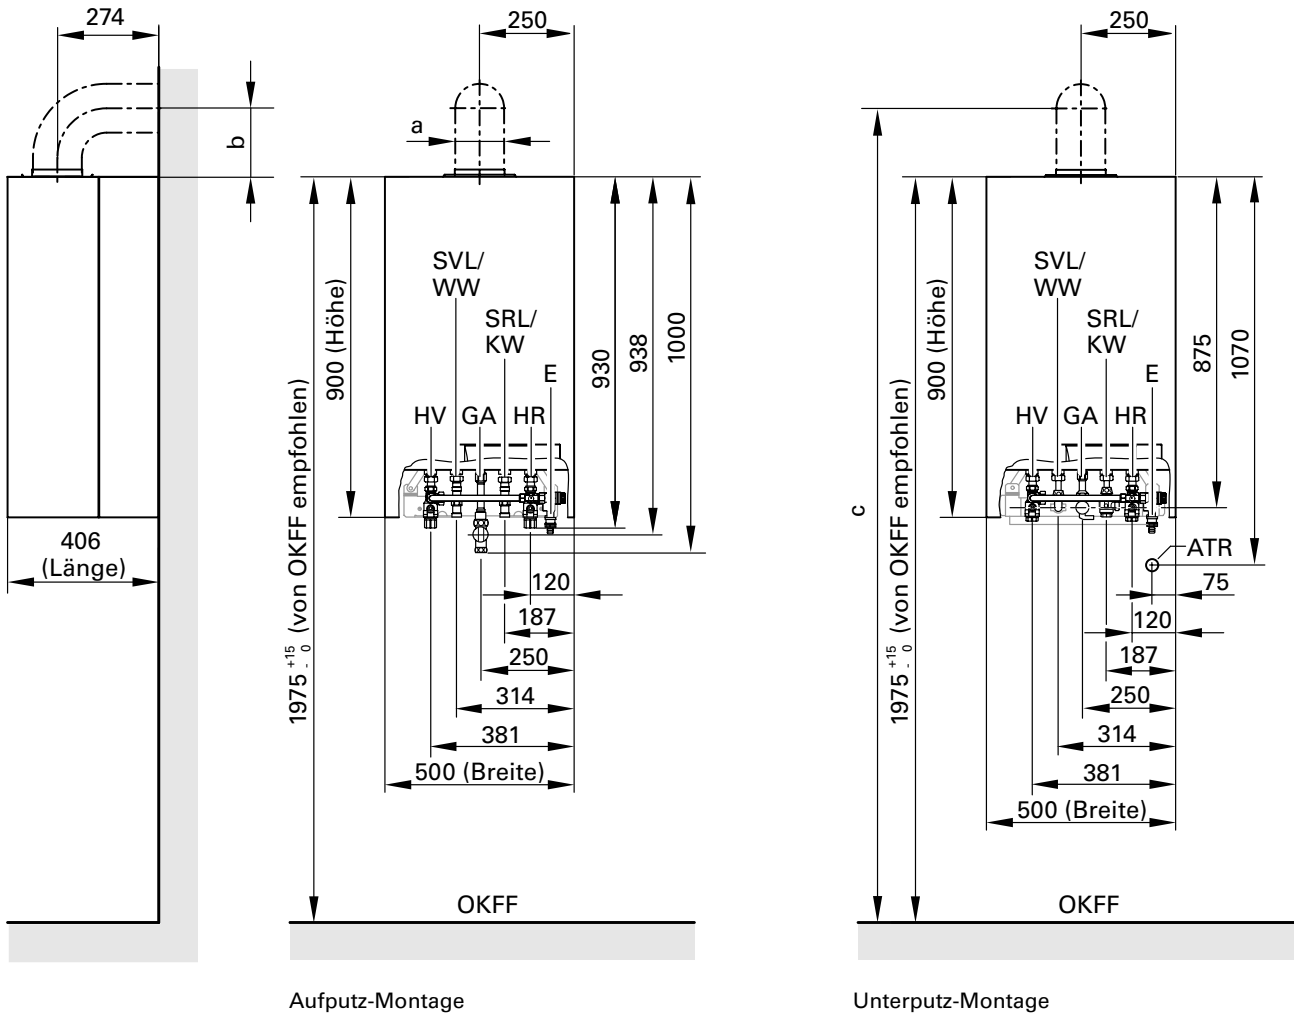 274
b
406
(Länge)
250
a
SVL/
WW
SRL/
KW
E
HV GA HR
900 (Höhe)
930
938
1000
1975 +15 - 0 (von OKFF empfohlen)
120
187
250
314
381
500 (Breite)
OKFF
Aufputz-Montage
250
c
SVL/
WW
SRL/
KW
E
HV GA HR
900 (Höhe)
875
1070
1975 +15 - 0 (von OKFF empfohlen)
ATR
75
120
187
250
314
381
500 (Breite)
OKFF
Unterputz-Montage